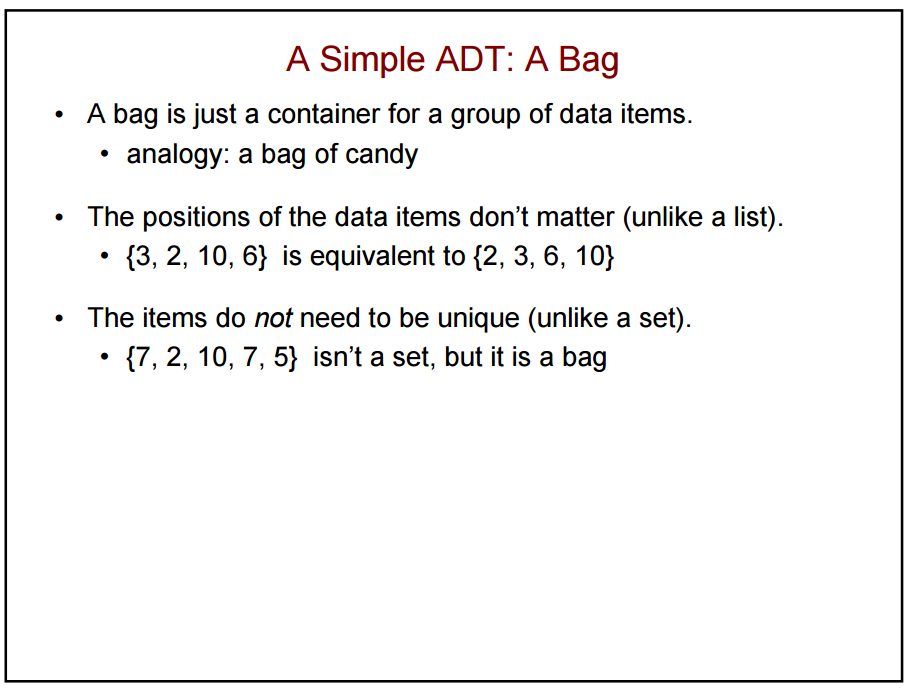 A Simple ADT: A Bag
• A bag is just a container for a group of data items.
• analogy: a bag of candy
• The positions of the data items don’t matter (unlike a list).
• {3, 2, 10, 6} is equivalent to {2, 3, 6, 10}
• The items do not need to be unique (unlike a set).
• {7, 2, 10, 7, 5} isn’t a set, but it is a bag